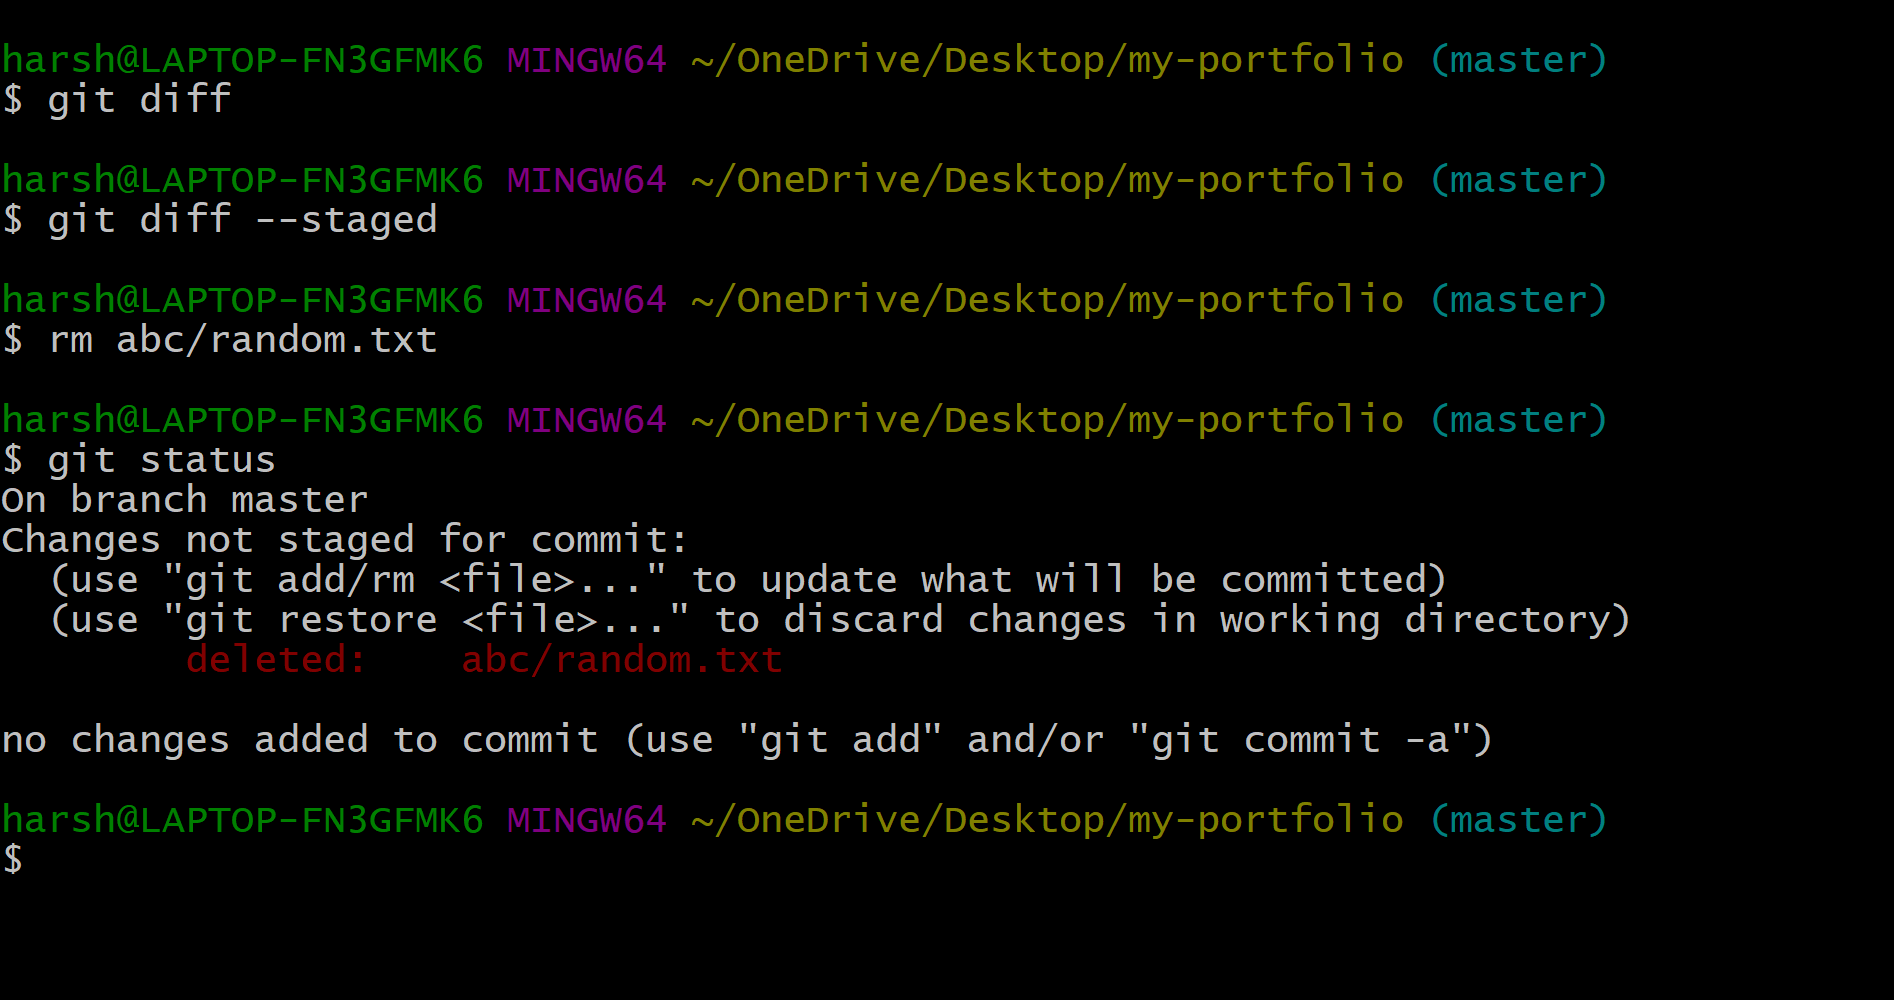 harsh@LAPTOP-FN3GFMK6 MINGW64 ~/OneDrive/Desktop/my-portfolio (master)
$ git diff
harsh@LAPTOP-FN3GFMK6 MINGW64 ~/OneDrive/Desktop/my-portfolio (master)
$ git diff --staged
harsh@LAPTOP-FN3GFMK6 MINGW64 ~/OneDrive/Desktop/my-portfolio (master)
$ rm abc/random.txt
harsh@LAPTOP-FN3GFMK6 MINGW64 ~/OneDrive/Desktop/my-portfolio (master)
$ git status
On branch master
Changes not staged for commit:
  (use "git add/rm <file>..." to update what will be committed)
  (use "git restore <file>..." to discard changes in working directory)
        deleted:    abc/random.txt
no changes added to commit (use "git add" and/or "git commit -a")
harsh@LAPTOP-FN3GFMK6 MINGW64 ~/OneDrive/Desktop/my-portfolio (master)
$